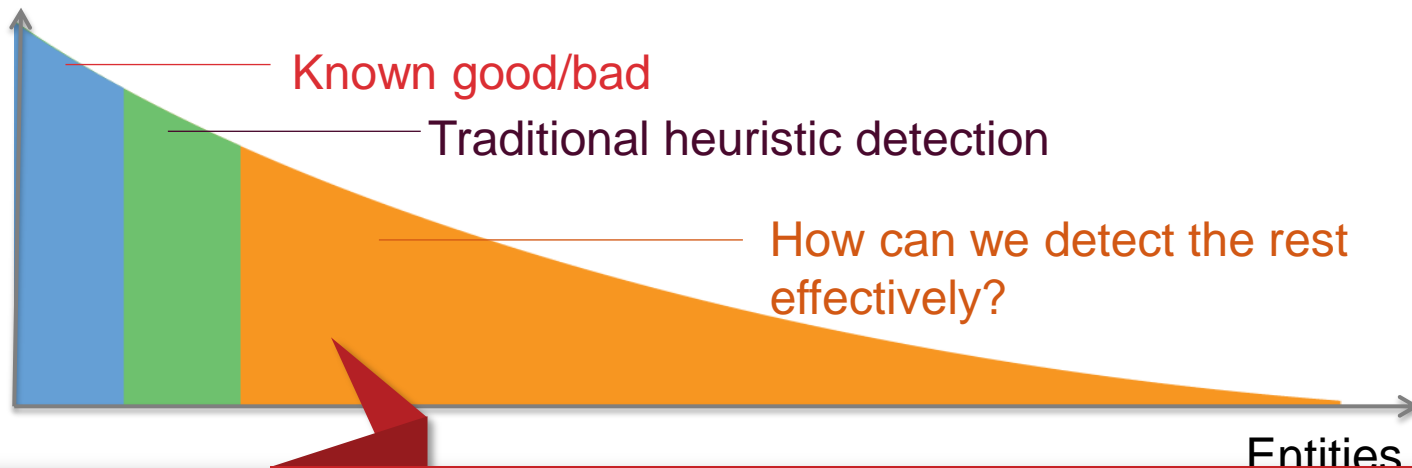 Known good/bad
Traditional heuristic detection
How can we detect the rest
effectively?
Entities